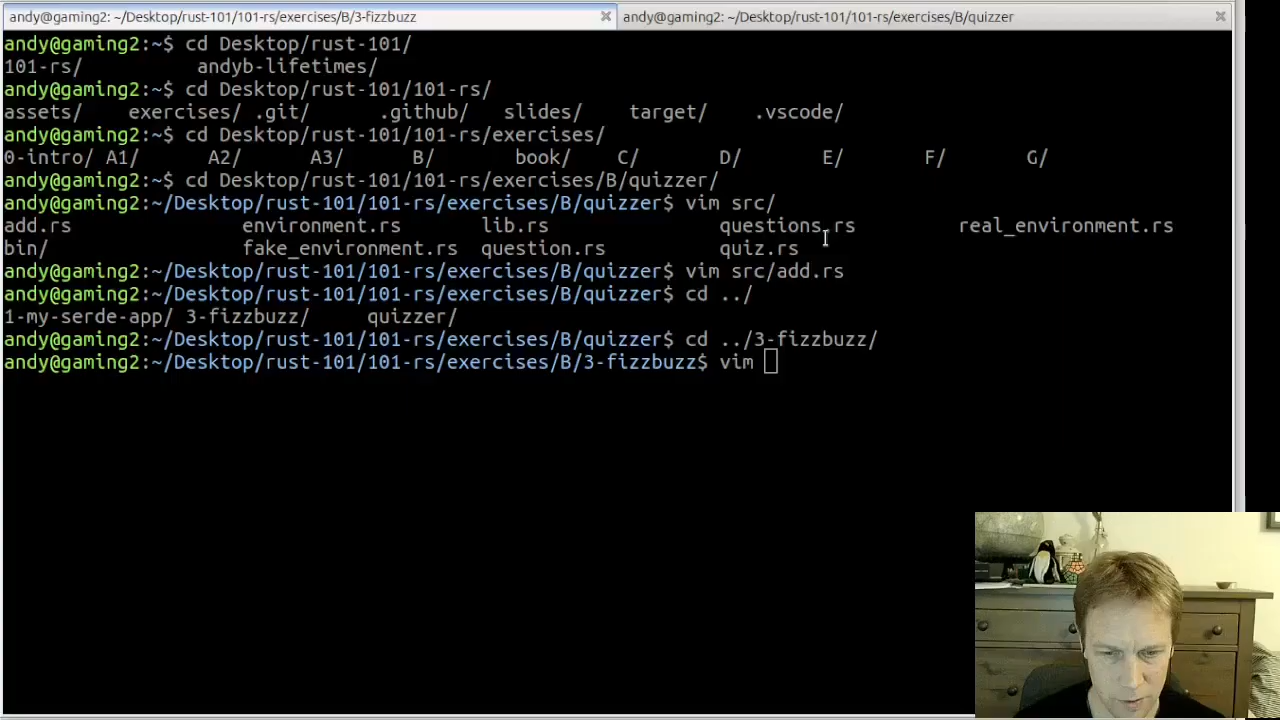 andy@gaming2: ~/Desktop/rust-101/101-rs/exercises/B/3-fizzbuzz
andy@gaming2: ~/Desktop/rust-101/101-rs/exercises/B/quizzer
andy@gaming2:~$ cd Desktop/rust-101/
101-rs/ andyb-lifetimes/
andy@gaming2:~$ cd Desktop/rust-101/101-rs/
assets/ exercises/ .git/ .github/ slides/ target/ .vscode/
andy@gaming2:~$ cd Desktop/rust-101/101-rs/exercises/
0-intro/ A1/ A2/ A3/ B/ book/ C/ D/ E/ F/ G/
andy@gaming2:~$ cd Desktop/rust-101/101-rs/exercises/B/quizzer/
andy@gaming2:~/Desktop/rust-101/101-rs/exercises/B/quizzer$ vim src/
add.rs environment.rs lib.rs questions.rs real_environment.rs
bin/ fake_environment.rs question.rs quiz.rs
andy@gaming2:~/Desktop/rust-101/101-rs/exercises/B/quizzer$ vim src/add.rs
andy@gaming2:~/Desktop/rust-101/101-rs/exercises/B/quizzer$ cd ../
1-my-serde-app/ 3-fizzbuzz/ quizzer/
andy@gaming2:~/Desktop/rust-101/101-rs/exercises/B/quizzer$ cd ../3-fizzbuzz/
andy@gaming2:~/Desktop/rust-101/101-rs/exercises/B/3-fizzbuzz$ vim